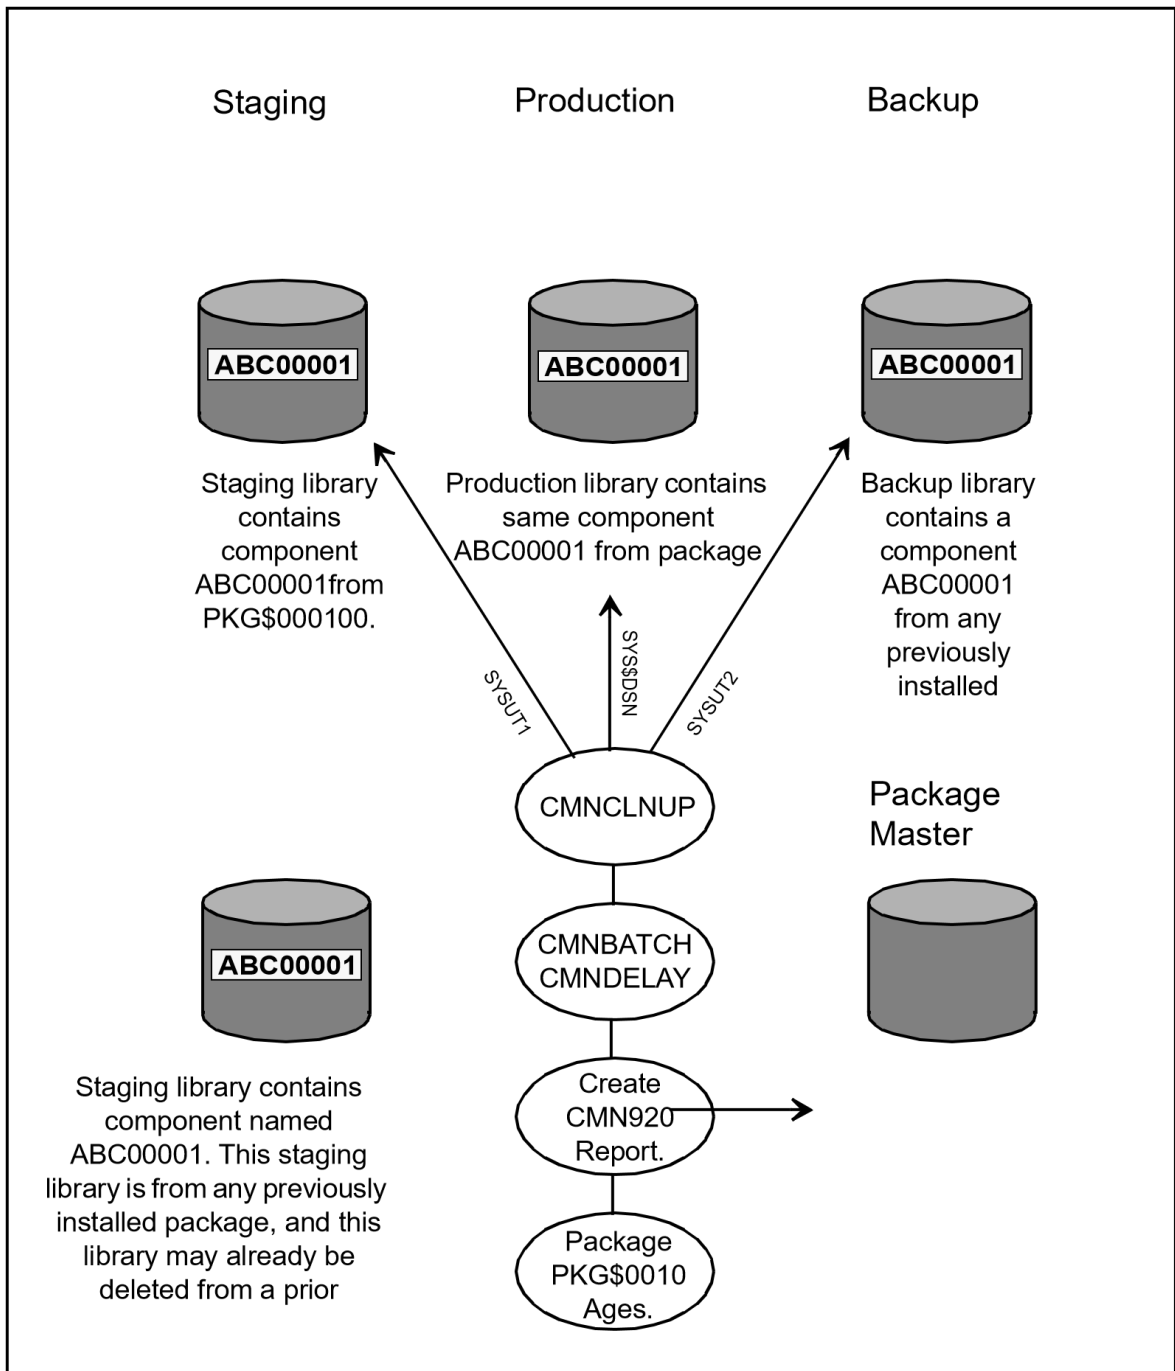 Staging
Production
Backup
ABC00001
ABC00001
ABC00001
Staging library
contains
component
ABC00001from
PKG$000100.
Production library contains
same component
ABC00001 from package
Backup library
contains a
component
ABC00001
from any
previously
installed
SYSUT1
SYS$DSN
SYSUT2
CMNCLNUP
Package
Master
ABC00001
CMNBATCH
CMNDELAY
Staging library contains
component named
ABC00001. This staging
library is from any previously
installed package, and this
library may already be
deleted from a prior
Create
CMN920
Report.
Package
PKG$0010
Ages.